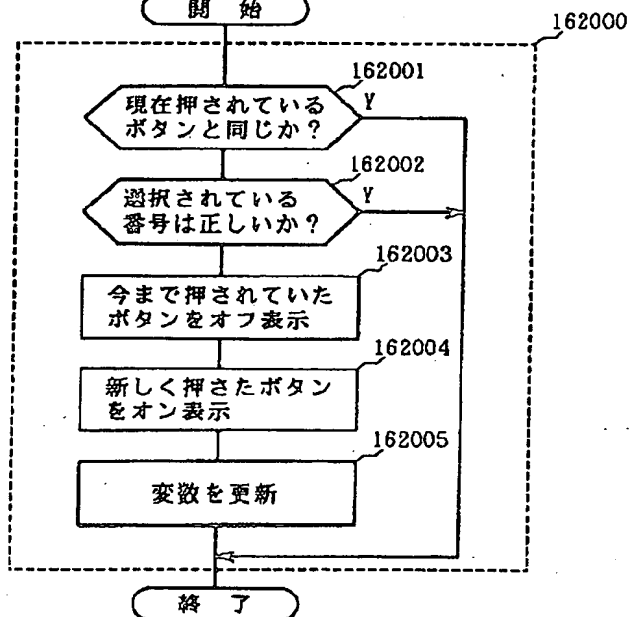 開 始
162000
162001
現在押されている
ボタンと同じか?
Y
162002
選択されている
番号は正しいか?
Y
162003
今まで押されていた
ボタンをオフ表示
162004
新しく押さたボタン
をオン表示
162005
変数を更新
終 了